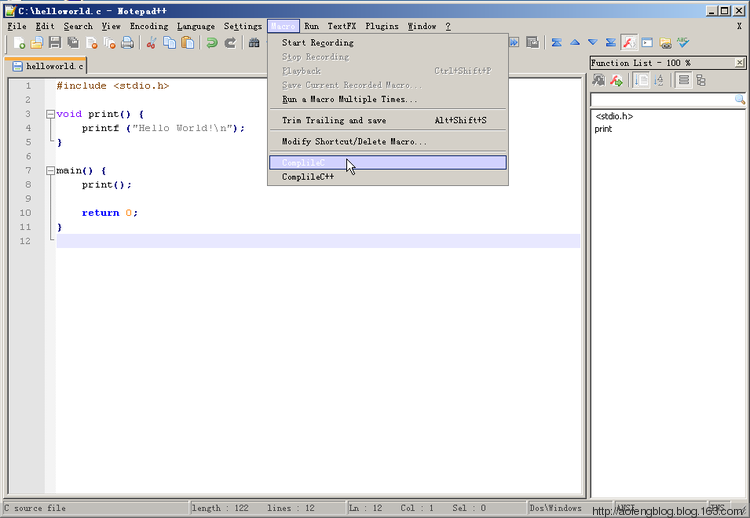 C:\helloworld.c - Notepad++
File Edit Search View Encoding Language Settings Macro Run TextFX Plugins Window ?
Start Recording
Stop Recording
Playback Ctrl+Shift+P
Save Current Recorded Macro...
Run a Macro Multiple Times...
Trim Trailing and save Alt+Shift+S
Modify Shortcut/Delete Macro...
ComplileC
ComplileC++
helloworld.c
1 #include <stdio.h>
2
3 void print() {
4 printf ("Hello World!\n");
5 }
6
7 main() {
8 print();
9
10 return 0;
11 }
12
Function List - 100 %
<stdio.h>
print
C source file length : 122 lines : 12 Ln : 12 Col : 1 Sel : 0 Dos\Windows ANSI INS
http://aofengblog.blog.163.com/